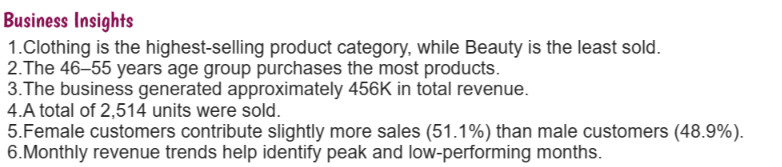 Business Insights
1.Clothing is the highest-selling product category, while Beauty is the least sold.
2.The 46–55 years age group purchases the most products.
3.The business generated approximately 456K in total revenue.
4.A total of 2,514 units were sold.
5.Female customers contribute slightly more sales (51.1%) than male customers (48.9%).
6.Monthly revenue trends help identify peak and low-performing months.